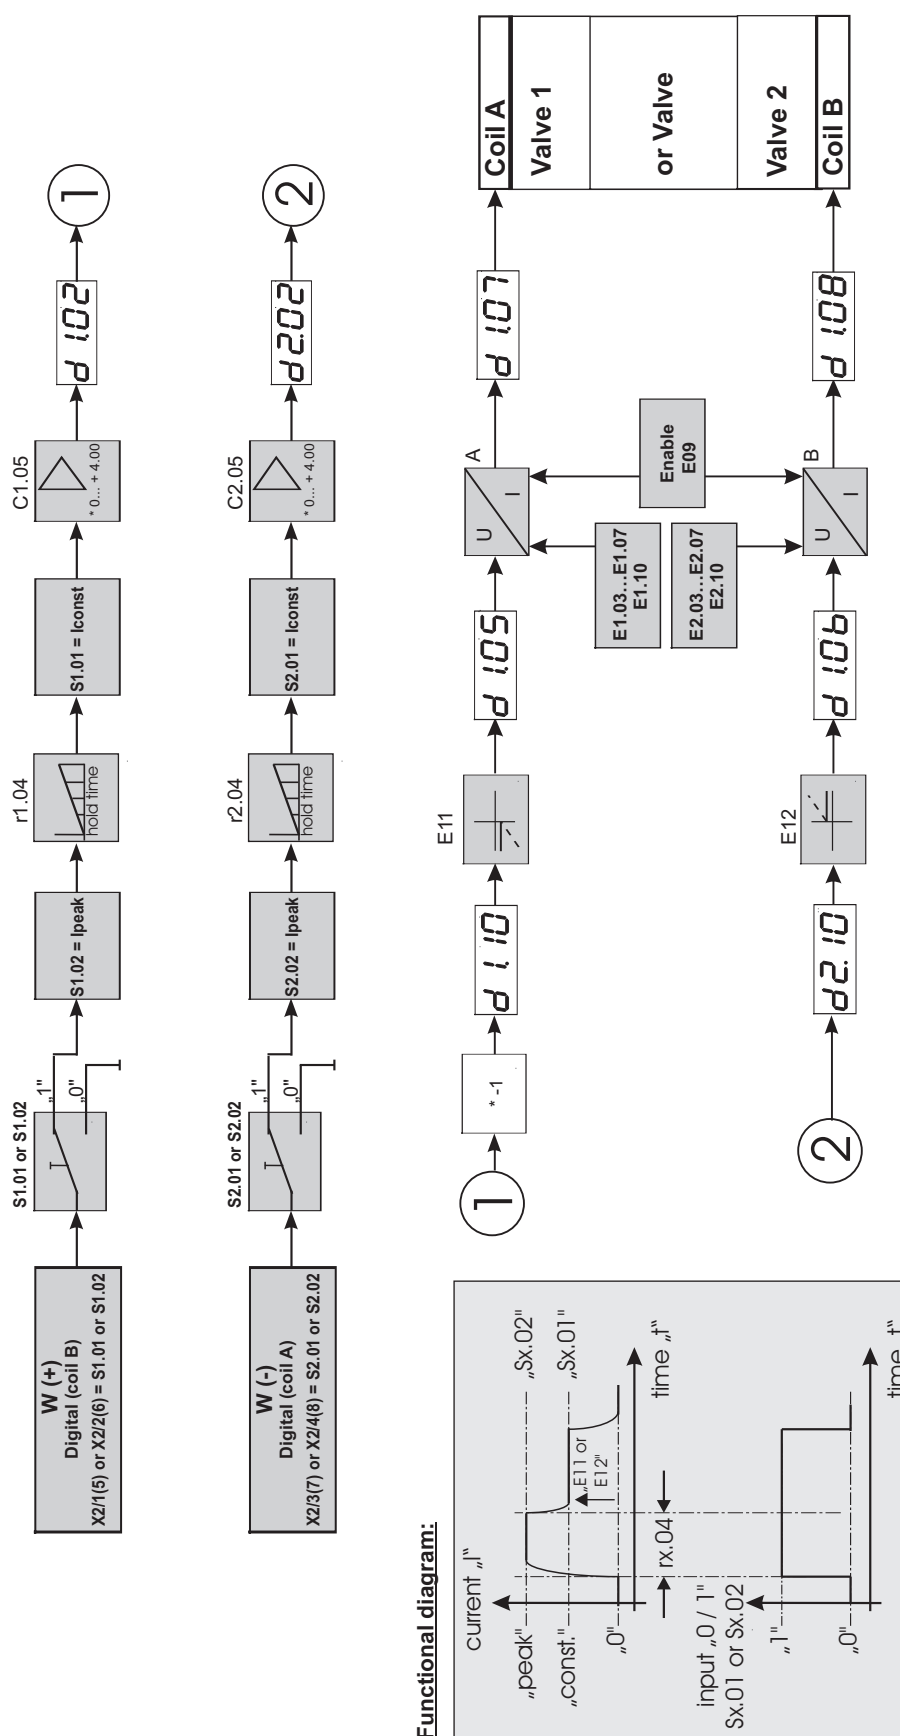 W (+)
Digital (coil B)
X2/1(5) or X2/2(6) = S1.01 or S1.02
S1.01 or S1.02
„1"
„0"
S1.02 = Ipeak
r1.04
hold time
S1.01 = Iconst
C1.05
* 0... + 4.00
d 1.02
1
W (-)
Digital (coil A)
X2/3(7) or X2/4(8) = S2.01 or S2.02
S2.01 or S2.02
„1"
„0"
S2.02 = Ipeak
r2.04
hold time
S2.01 = Iconst
C2.05
* 0... + 4.00
d2.02
2
1
* -1
d 1.10
E11
d 1.05
U
I
A
d 1.07
Coil A
Valve 1
or Valve
Valve 2
Coil B
E1.03...E1.07
E1.10
E2.03...E2.07
E2.10
Enable
E09
2
d2.10
E12
d 1.06
U
I
B
d 1.08
Functional diagram:
current „I"
„peak"
„const."
„0"
„Sx.02"
„Sx.01"
„E11 or
E12"
time „t"
rx.04
input „0 / 1"
Sx.01 or Sx.02
„1"
„0"
time „t"